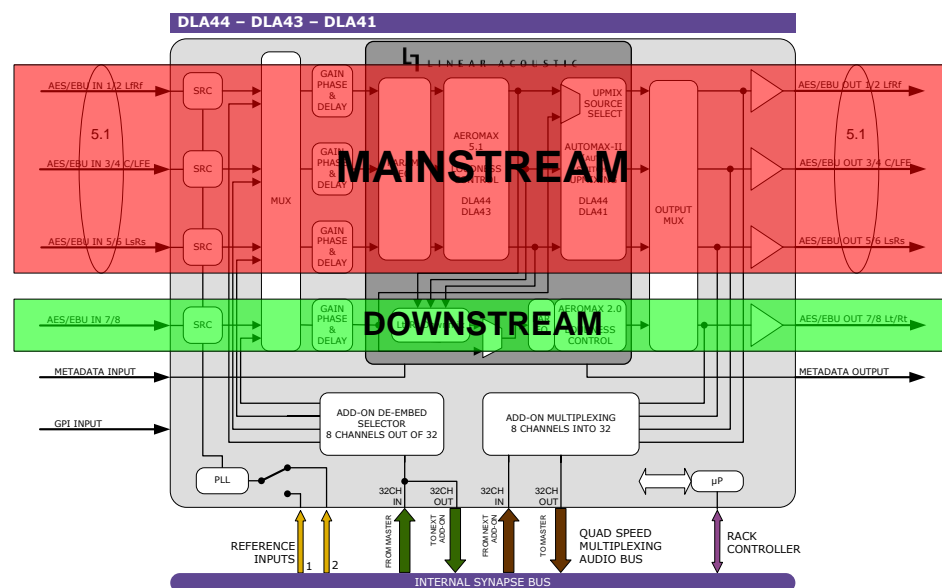 DLA44 – DLA43 – DLA41
LINEAR ACOUSTIC
AES/EBU IN 1/2 LfRf
SRC
GAIN
PHASE
&
DELAY
UPMIX
SOURCE
SELECT
AES/EBU OUT 1/2 LfRf
5.1
AEROMAX
5.1
CONTROL
DLA44
DLA43
AUTOMAX-II
UPMIXING
DLA44
DLA41
5.1
AES/EBU IN 3/4 C/LFE
SRC
GAIN
PHASE
&
DELAY
MAINSTREAM
AES/EBU OUT 3/4 C/LFE
MUX
OUTPUT
MUX
AES/EBU IN 5/6 LsRs
SRC
GAIN
PHASE
&
DELAY
AES/EBU OUT 5/6 LsRs
AES/EBU IN 7/8
SRC
GAIN
PHASE
&
DELAY
DOWNSTREAM
AEROMAX 2.0
CONTROL
AES/EBU OUT 7/8 Lt/Rt
METADATA INPUT
METADATA OUTPUT
GPI INPUT
ADD-ON DE-EMBED
SELECTOR
8 CHANNELS OUT OF 32
ADD-ON MULTIPLEXING
8 CHANNELS INTO 32
PLL
µP
32CH
IN
32CH
OUT
32CH
IN
32CH
OUT
REFERENCE
INPUTS
1
2
FROM MASTER
TO NEXT
ADD-ON
FROM NEXT
ADD-ON
TO MASTER
QUAD SPEED
MULTIPLEXING
AUDIO BUS
RACK
CONTROLLER
INTERNAL SYNAPSE BUS